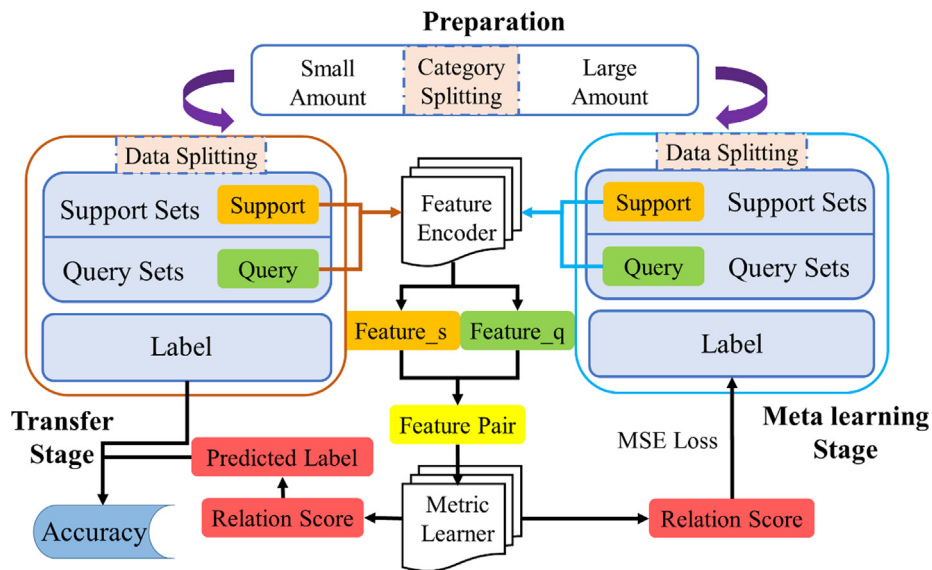 Preparation
Small
Amount
Category
Splitting
Large
Amount
Data Splitting
Support Sets
Support
Query Sets
Query
Label
Feature
Encoder
Data Splitting
Support
Support Sets
Query
Query Sets
Label
Feature_s
Feature_q
Feature Pair
Transfer
Stage
Predicted Label
Relation Score
Accuracy
Metric
Learner
MSE Loss
Meta learning
Stage
Relation Score